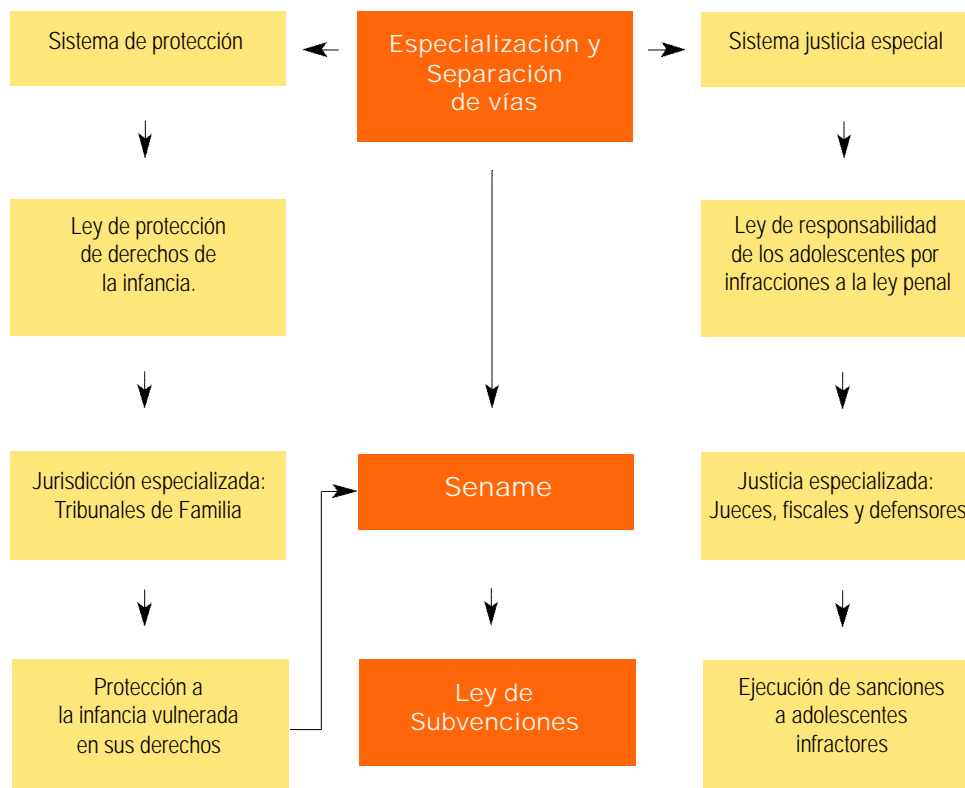 Sistema de protección
Especialización y
Separación
de vías
Sistema justicia especial
Ley de protección
de derechos de
la infancia.
Ley de responsabilidad
de los adolescentes por
infracciones a la ley penal
Jurisdicción especializada:
Tribunales de Familia
Sename
Justicia especializada:
Jueces, fiscales y defensores
Protección a
la infancia vulnerada
en sus derechos
Ley de
Subvenciones
Ejecución de sanciones
a adolescentes
infractores